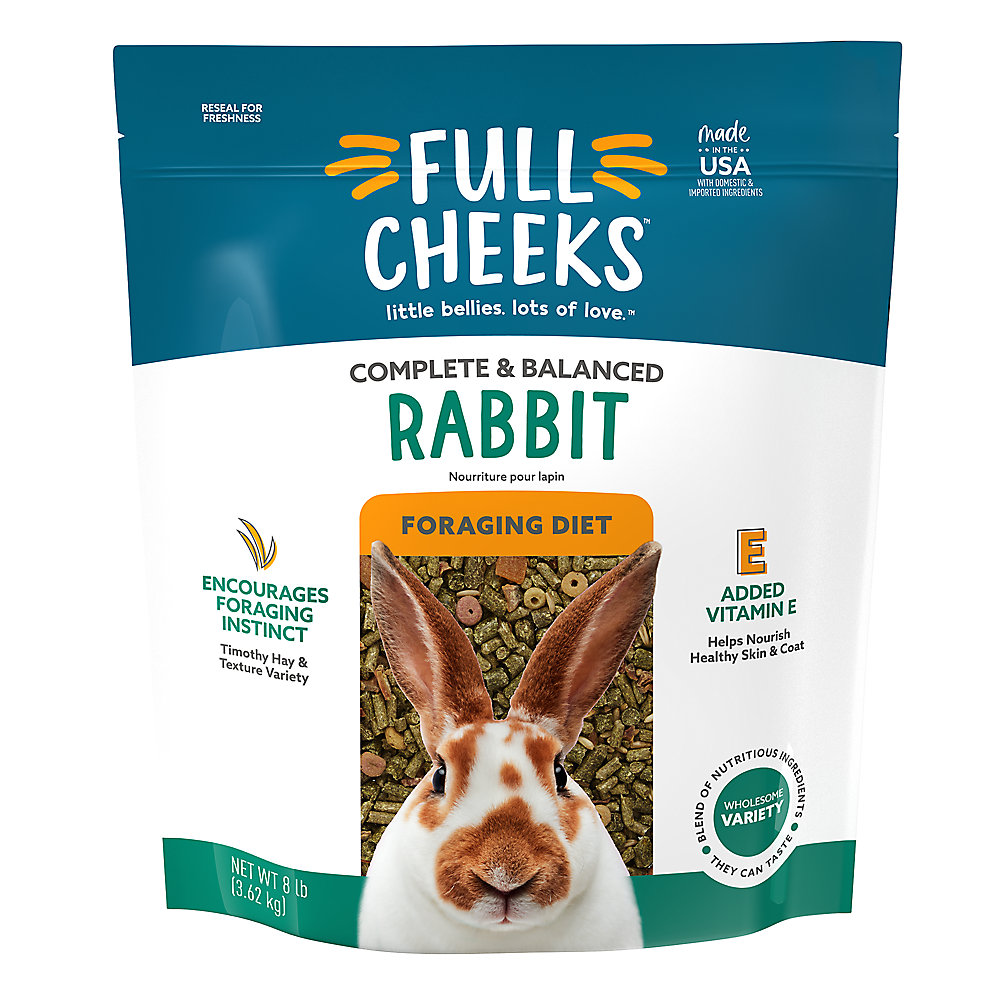 RESEAL FOR
FRESHNESS
FULL
CHEEKS™
little bellies. lots of love.™
made
IN THE
USA
WITH DOMESTIC &
IMPORTED INGREDIENTS
COMPLETE & BALANCED
RABBIT
Nourriture pour lapin
FORAGING DIET
ENCOURAGES
FORAGING
INSTINCT
Timothy Hay &
Texture Variety
E
ADDED
VITAMIN E
Helps Nourish
Healthy Skin & Coat
BLEND OF NUTRITIOUS INGREDIENTS
WHOLESOME
VARIETY
THEY CAN TASTE
NET WT 8 lb
(3.62 kg)